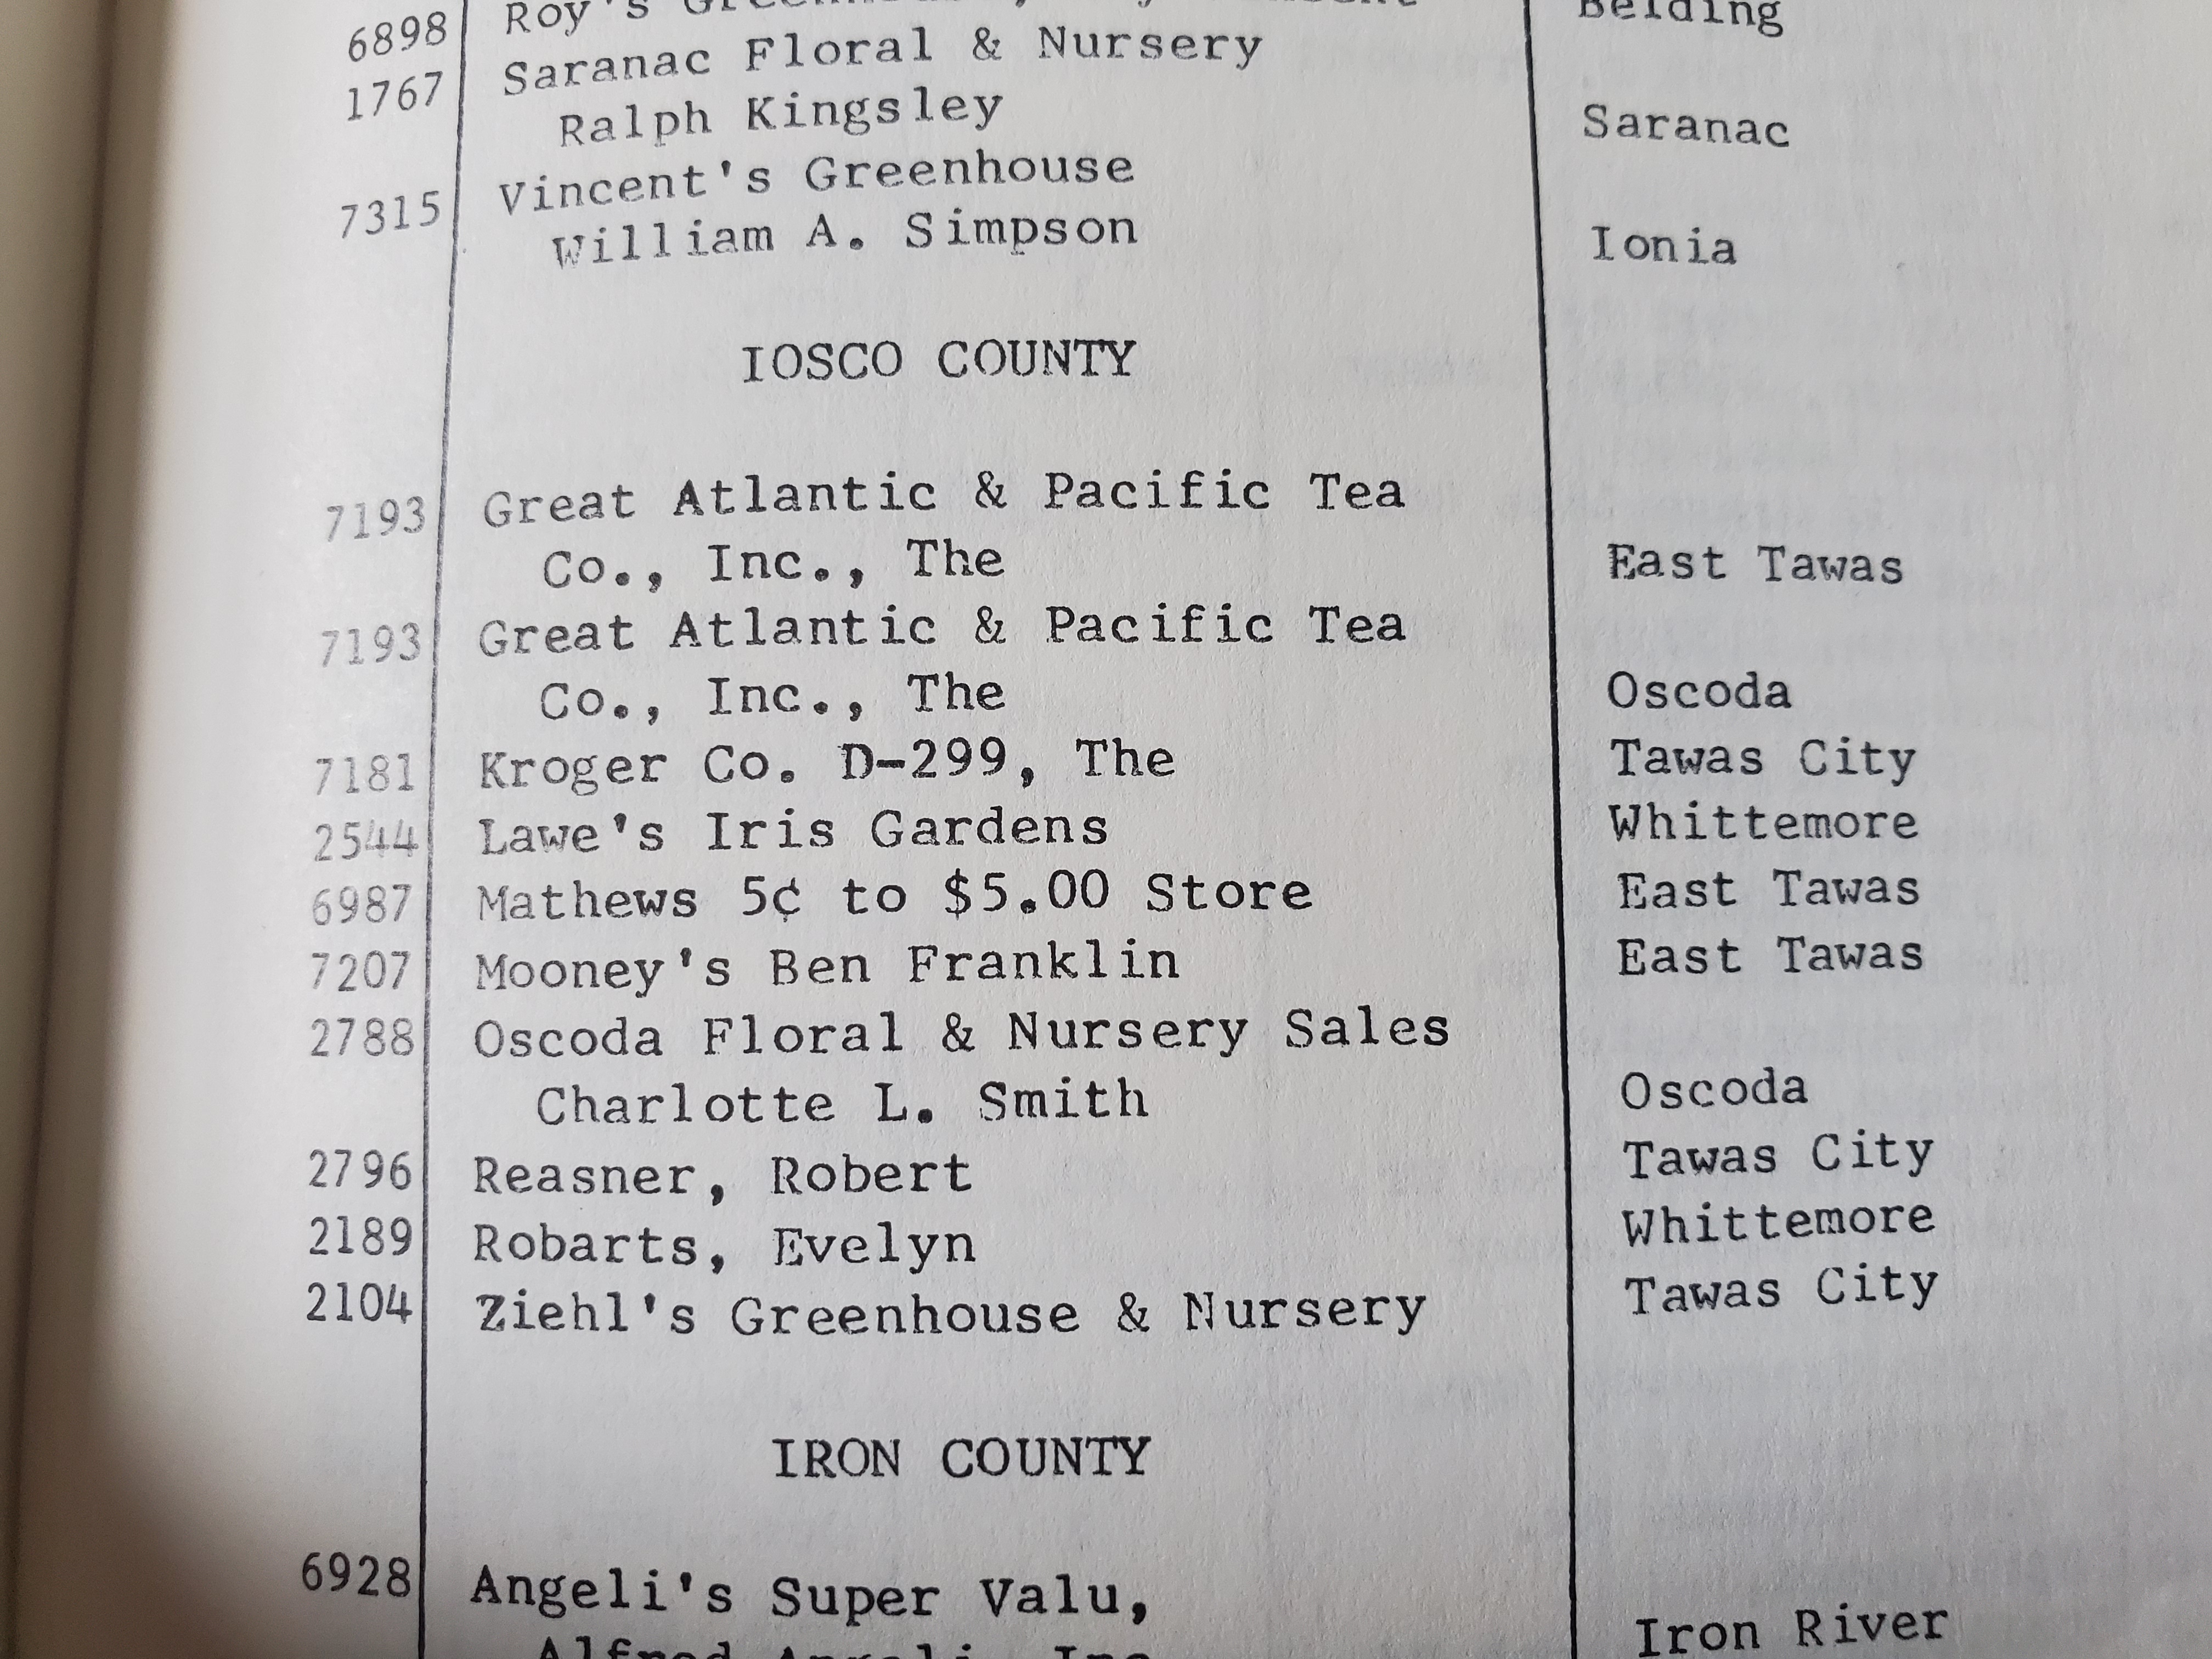 6898 Roy's Belding
1767 Saranac Floral & Nursery
Ralph Kingsley Saranac
7315 Vincent's Greenhouse
William A. Simpson Ionia
IOSCO COUNTY
7193 Great Atlantic & Pacific Tea
Co., Inc., The East Tawas
7193 Great Atlantic & Pacific Tea
Co., Inc., The Oscoda
7181 Kroger Co. D-299, The Tawas City
2544 Lawe's Iris Gardens Whittemore
6987 Mathews 5¢ to $5.00 Store East Tawas
7207 Mooney's Ben Franklin East Tawas
2788 Oscoda Floral & Nursery Sales
Charlotte L. Smith Oscoda
2796 Reasner, Robert Tawas City
2189 Robarts, Evelyn Whittemore
2104 Ziehl's Greenhouse & Nursery Tawas City
IRON COUNTY
6928 Angeli's Super Valu,
Alfred Angeli, Inc. Iron River